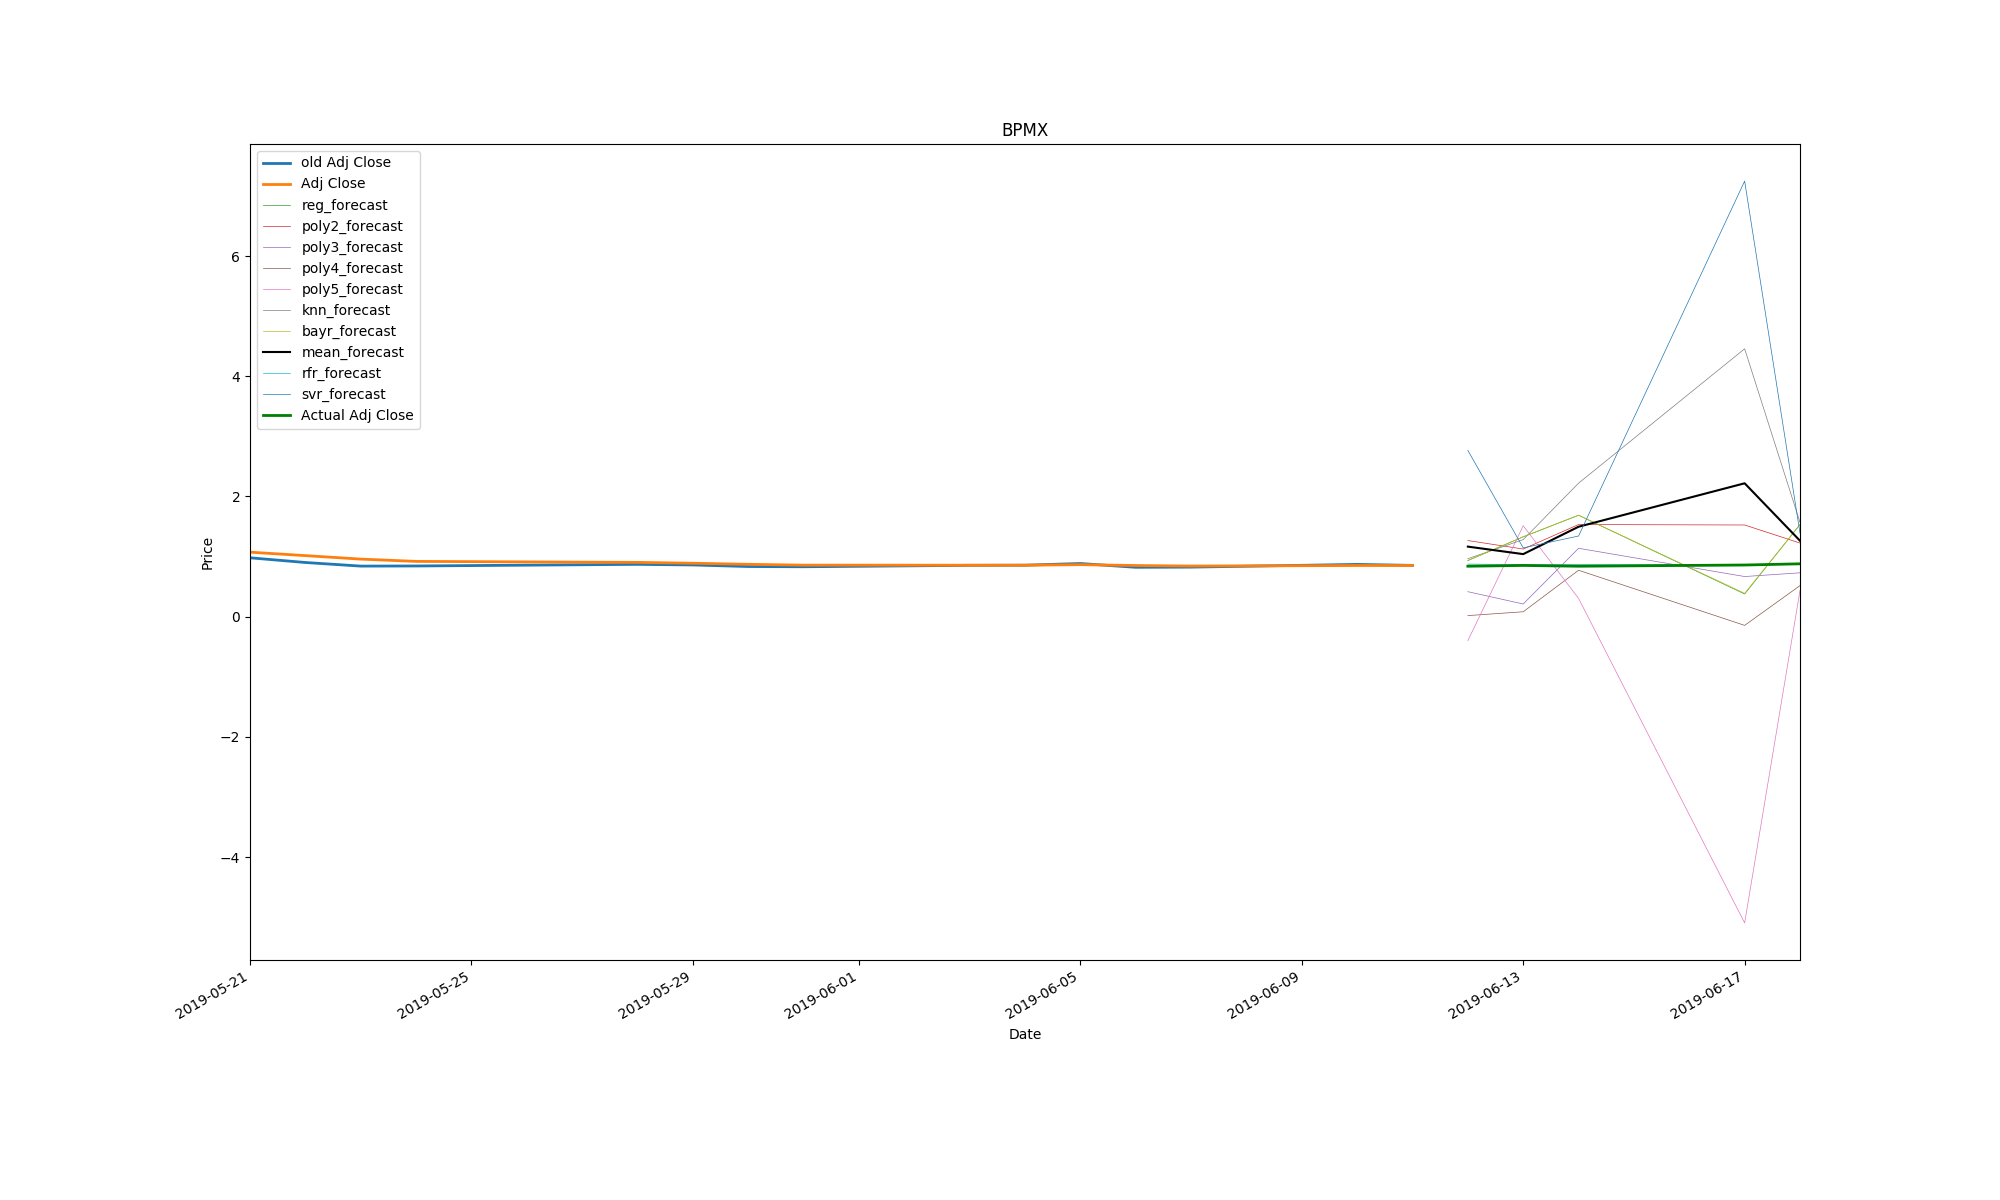 BPMX
old Adj Close
Adj Close
reg_forecast
poly2_forecast
poly3_forecast
poly4_forecast
poly5_forecast
knn_forecast
bayr_forecast
mean_forecast
rfr_forecast
svr_forecast
Actual Adj Close
Price
6
4
2
0
−2
−4
2019-05-21
2019-05-25
2019-05-29
2019-06-01
2019-06-05
2019-06-09
2019-06-13
2019-06-17
Date